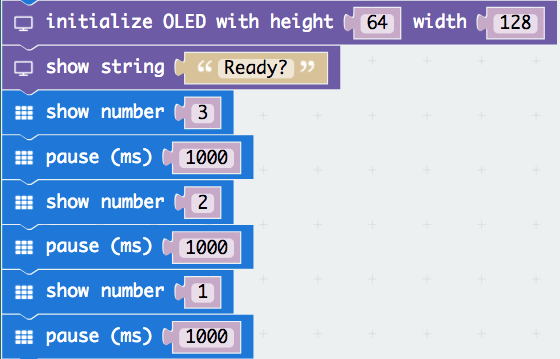 initialize OLED with height 64 width 128
show string “ Ready? ”
show number 3
pause (ms) 1000
show number 2
pause (ms) 1000
show number 1
pause (ms) 1000